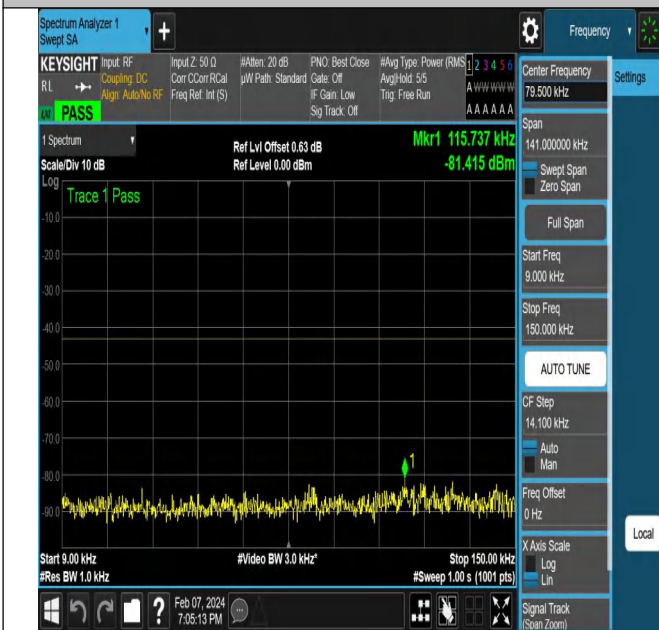 Spectrum Analyzer 1
Swept SA
+
Frequency
KEYSIGHT
RL
PASS
Input: RF
Coupling: DC
Align: Auto/No RF
Input Z: 50 Ω
Corr CCorr RCal
Freq Ref: Int (S)
#Atten: 20 dB
µW Path: Standard
PNO: Best Close
Gate: Off
IF Gain: Low
Sig Track: Off
#Avg Type: Power (RMS
Avg|Hold: 5/5
Trig: Free Run
1 2 3 4 5 6
A W W W W W
A A A A A A
1 Spectrum
Scale/Div 10 dB
Ref Lvl Offset 0.63 dB
Ref Level 0.00 dBm
Mkr1 115.737 kHz
-81.415 dBm
Log
Trace 1 Pass
-10.0
-20.0
-30.0
-40.0
-50.0
-60.0
-70.0
-80.0
-90.0
1
Start 9.00 kHz
#Res BW 1.0 kHz
#Video BW 3.0 kHz*
Stop 150.00 kHz
#Sweep 1.00 s (1001 pts)
?
Feb 07, 2024
7:05:13 PM
Center Frequency
79.500 kHz
Settings
Span
141.000000 kHz
Swept Span
Zero Span
Full Span
Start Freq
9.000 kHz
Stop Freq
150.000 kHz
AUTO TUNE
CF Step
14.100 kHz
Auto
Man
Freq Offset
0 Hz
Local
X Axis Scale
Log
Lin
Signal Track
(Span Zoom)